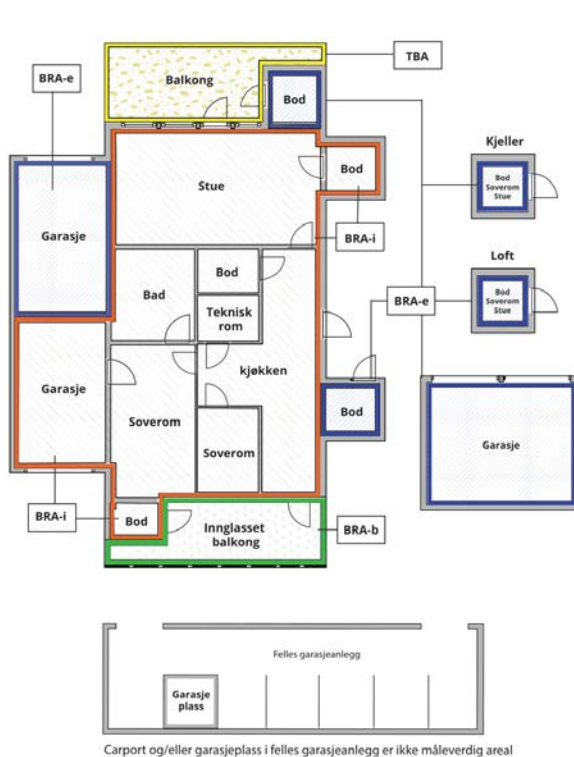 TBA
BRA-e
Balkong
Bod
Kjeller
Bod
Soverom
Stue
Stue
Bod
Garasje
BRA-i
Loft
Bod
Soverom
Stue
Bod
BRA-e
Bad
Teknisk
rom
kjøkken
Garasje
Bod
Soverom
Soverom
Garasje
BRA-i
Bod
Innglasset
balkong
BRA-b
Felles garasjeanlegg
Garasje
plass
Carport og/eller garasjeplass i felles garasjeanlegg er ikke måleverdig areal